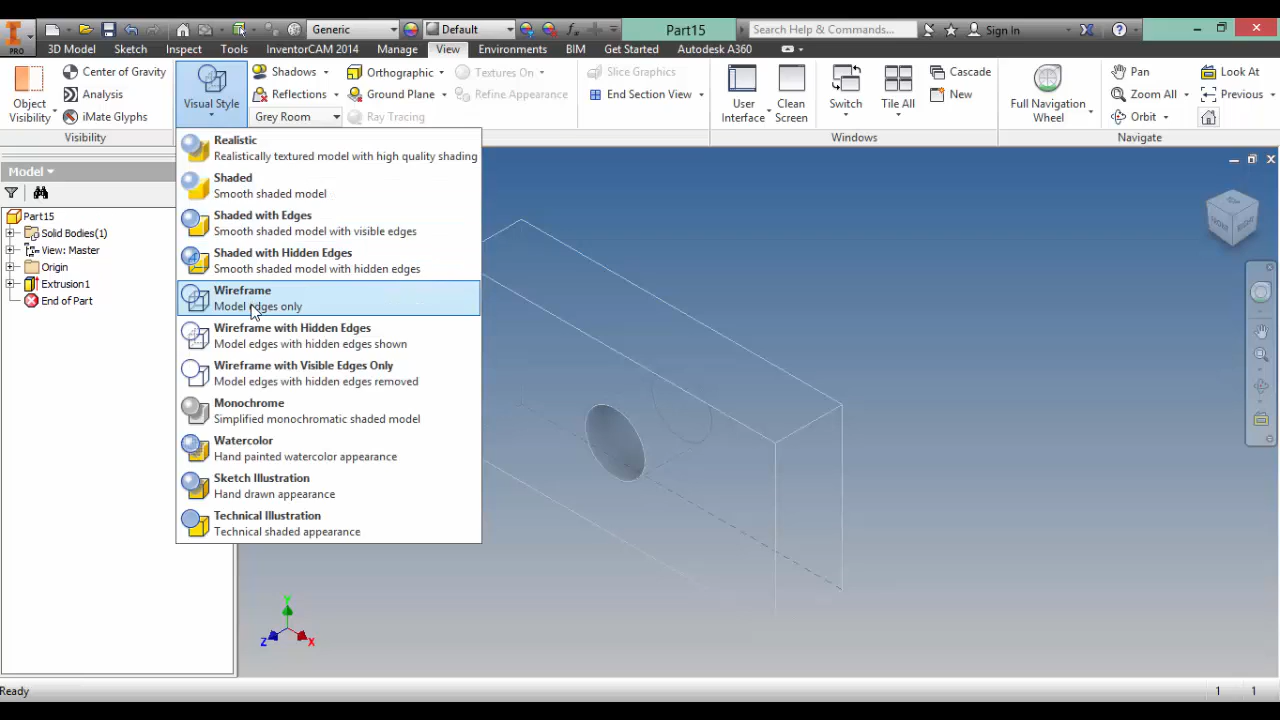 Generic
Default
Part15
Search Help & Commands...
Sign In
PRO
3D Model
Sketch
Inspect
Tools
InventorCAM 2014
Manage
View
Environments
BIM
Get Started
Autodesk A360
Object
Visibility
Center of Gravity
Analysis
iMate Glyphs
Visibility
Visual Style
Shadows
Reflections
Grey Room
Orthographic
Ground Plane
Ray Tracing
Textures On
Refine Appearance
Slice Graphics
End Section View
User
Interface
Clean
Screen
Switch
Tile All
Cascade
New
Windows
Full Navigation
Wheel
Pan
Zoom All
Orbit
Look At
Previous
Navigate
Model
Part15
Solid Bodies(1)
View: Master
Origin
Extrusion1
End of Part
Realistic
Realistically textured model with high quality shading
Shaded
Smooth shaded model
Shaded with Edges
Smooth shaded model with visible edges
Shaded with Hidden Edges
Smooth shaded model with hidden edges
Wireframe
Model edges only
Wireframe with Hidden Edges
Model edges with hidden edges shown
Wireframe with Visible Edges Only
Model edges with hidden edges removed
Monochrome
Simplified monochromatic shaded model
Watercolor
Hand painted watercolor appearance
Sketch Illustration
Hand drawn appearance
Technical Illustration
Technical shaded appearance
Y
Z
X
Ready
1
1